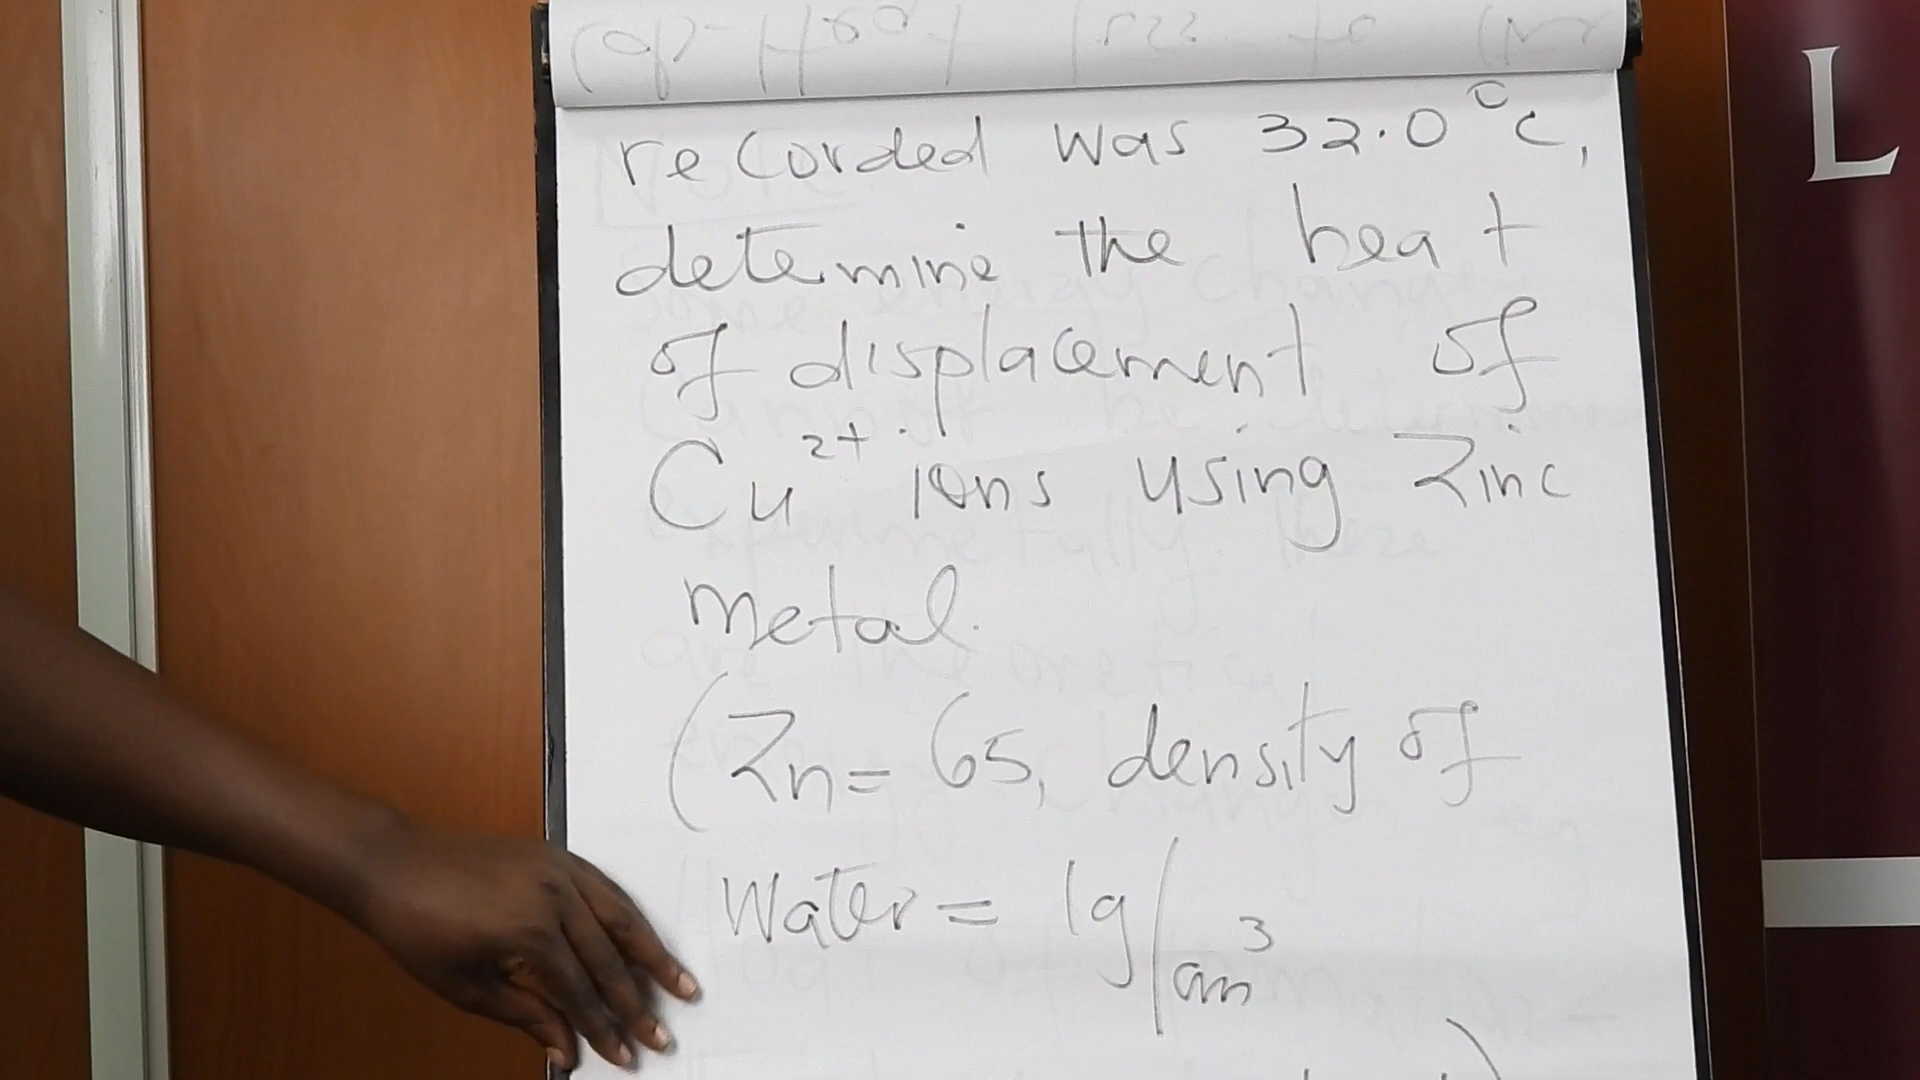 recorded was 32.0°C,
determine the heat
of displacement of
Cu²⁺ ions using Zinc
metal.
(Zn = 65, density of
Water = 1g/cm³
L